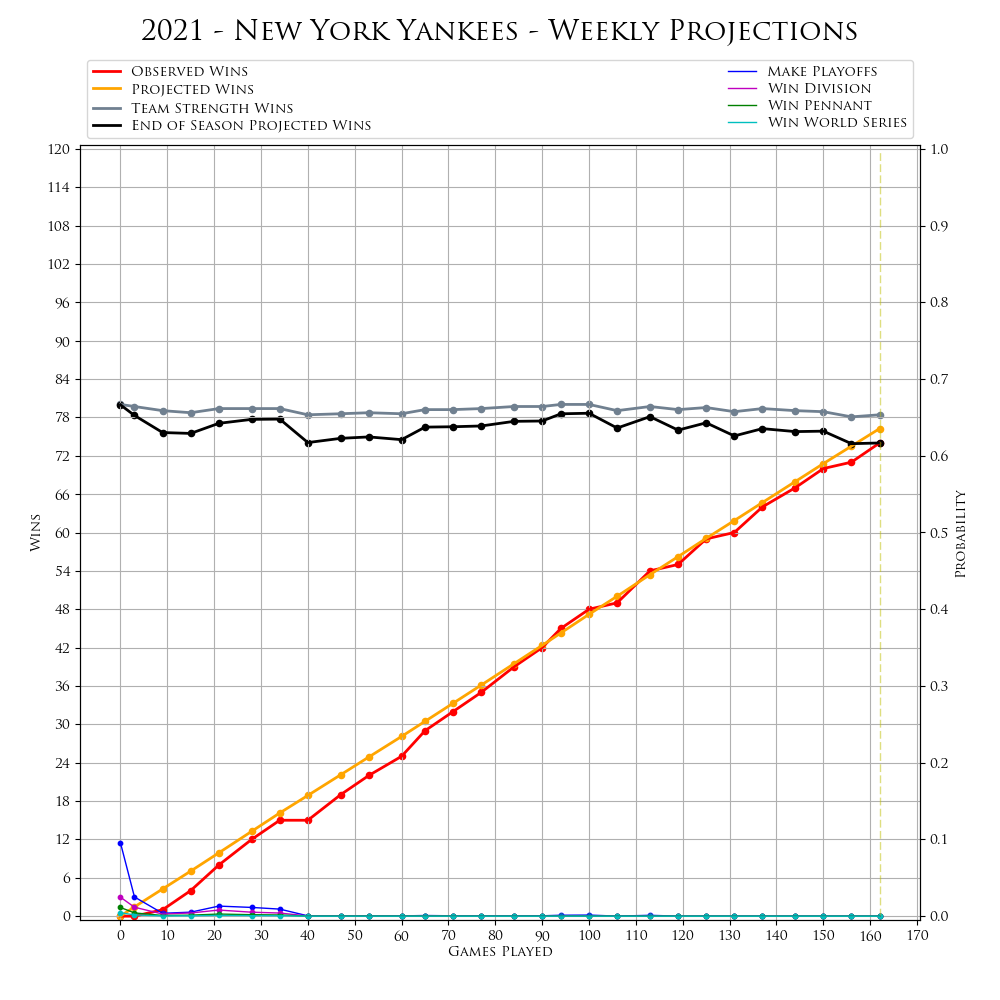 2021 - New York Yankees - Weekly Projections
Observed Wins
Projected Wins
Team Strength Wins
End of Season Projected Wins
Make Playoffs
Win Division
Win Pennant
Win World Series
120
114
108
102
96
90
84
78
72
66
60
54
48
42
36
30
24
18
12
6
0
Wins
1.0
0.9
0.8
0.7
0.6
0.5
0.4
0.3
0.2
0.1
0.0
Probability
0 10 20 30 40 50 60 70 80 90 100 110 120 130 140 150 160 170
Games Played